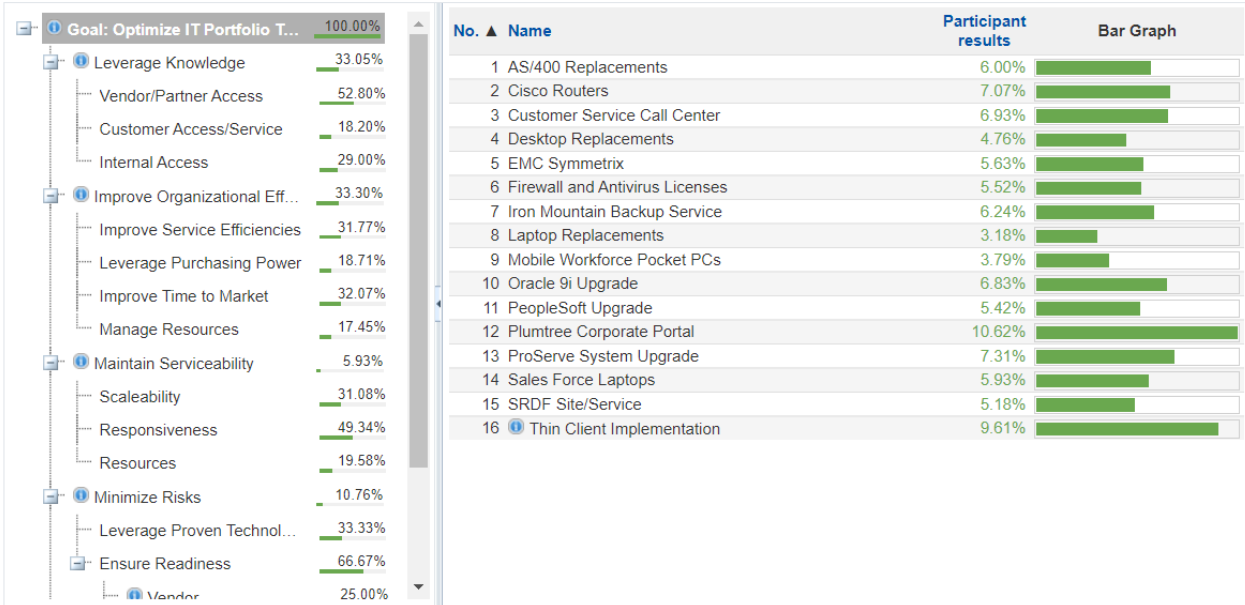 Goal: Optimize IT Portfolio T... 100.00%
Leverage Knowledge 33.05%
Vendor/Partner Access 52.80%
Customer Access/Service 18.20%
Internal Access 29.00%
Improve Organizational Eff... 33.30%
Improve Service Efficiencies 31.77%
Leverage Purchasing Power 18.71%
Improve Time to Market 32.07%
Manage Resources 17.45%
Maintain Serviceability 5.93%
Scaleability 31.08%
Responsiveness 49.34%
Resources 19.58%
Minimize Risks 10.76%
Leverage Proven Technol... 33.33%
Ensure Readiness 66.67%
Vendor 25.00%
No. ▲ Name Participant results Bar Graph
1 AS/400 Replacements 6.00%
2 Cisco Routers 7.07%
3 Customer Service Call Center 6.93%
4 Desktop Replacements 4.76%
5 EMC Symmetrix 5.63%
6 Firewall and Antivirus Licenses 5.52%
7 Iron Mountain Backup Service 6.24%
8 Laptop Replacements 3.18%
9 Mobile Workforce Pocket PCs 3.79%
10 Oracle 9i Upgrade 6.83%
11 PeopleSoft Upgrade 5.42%
12 Plumtree Corporate Portal 10.62%
13 ProServe System Upgrade 7.31%
14 Sales Force Laptops 5.93%
15 SRDF Site/Service 5.18%
16 Thin Client Implementation 9.61%